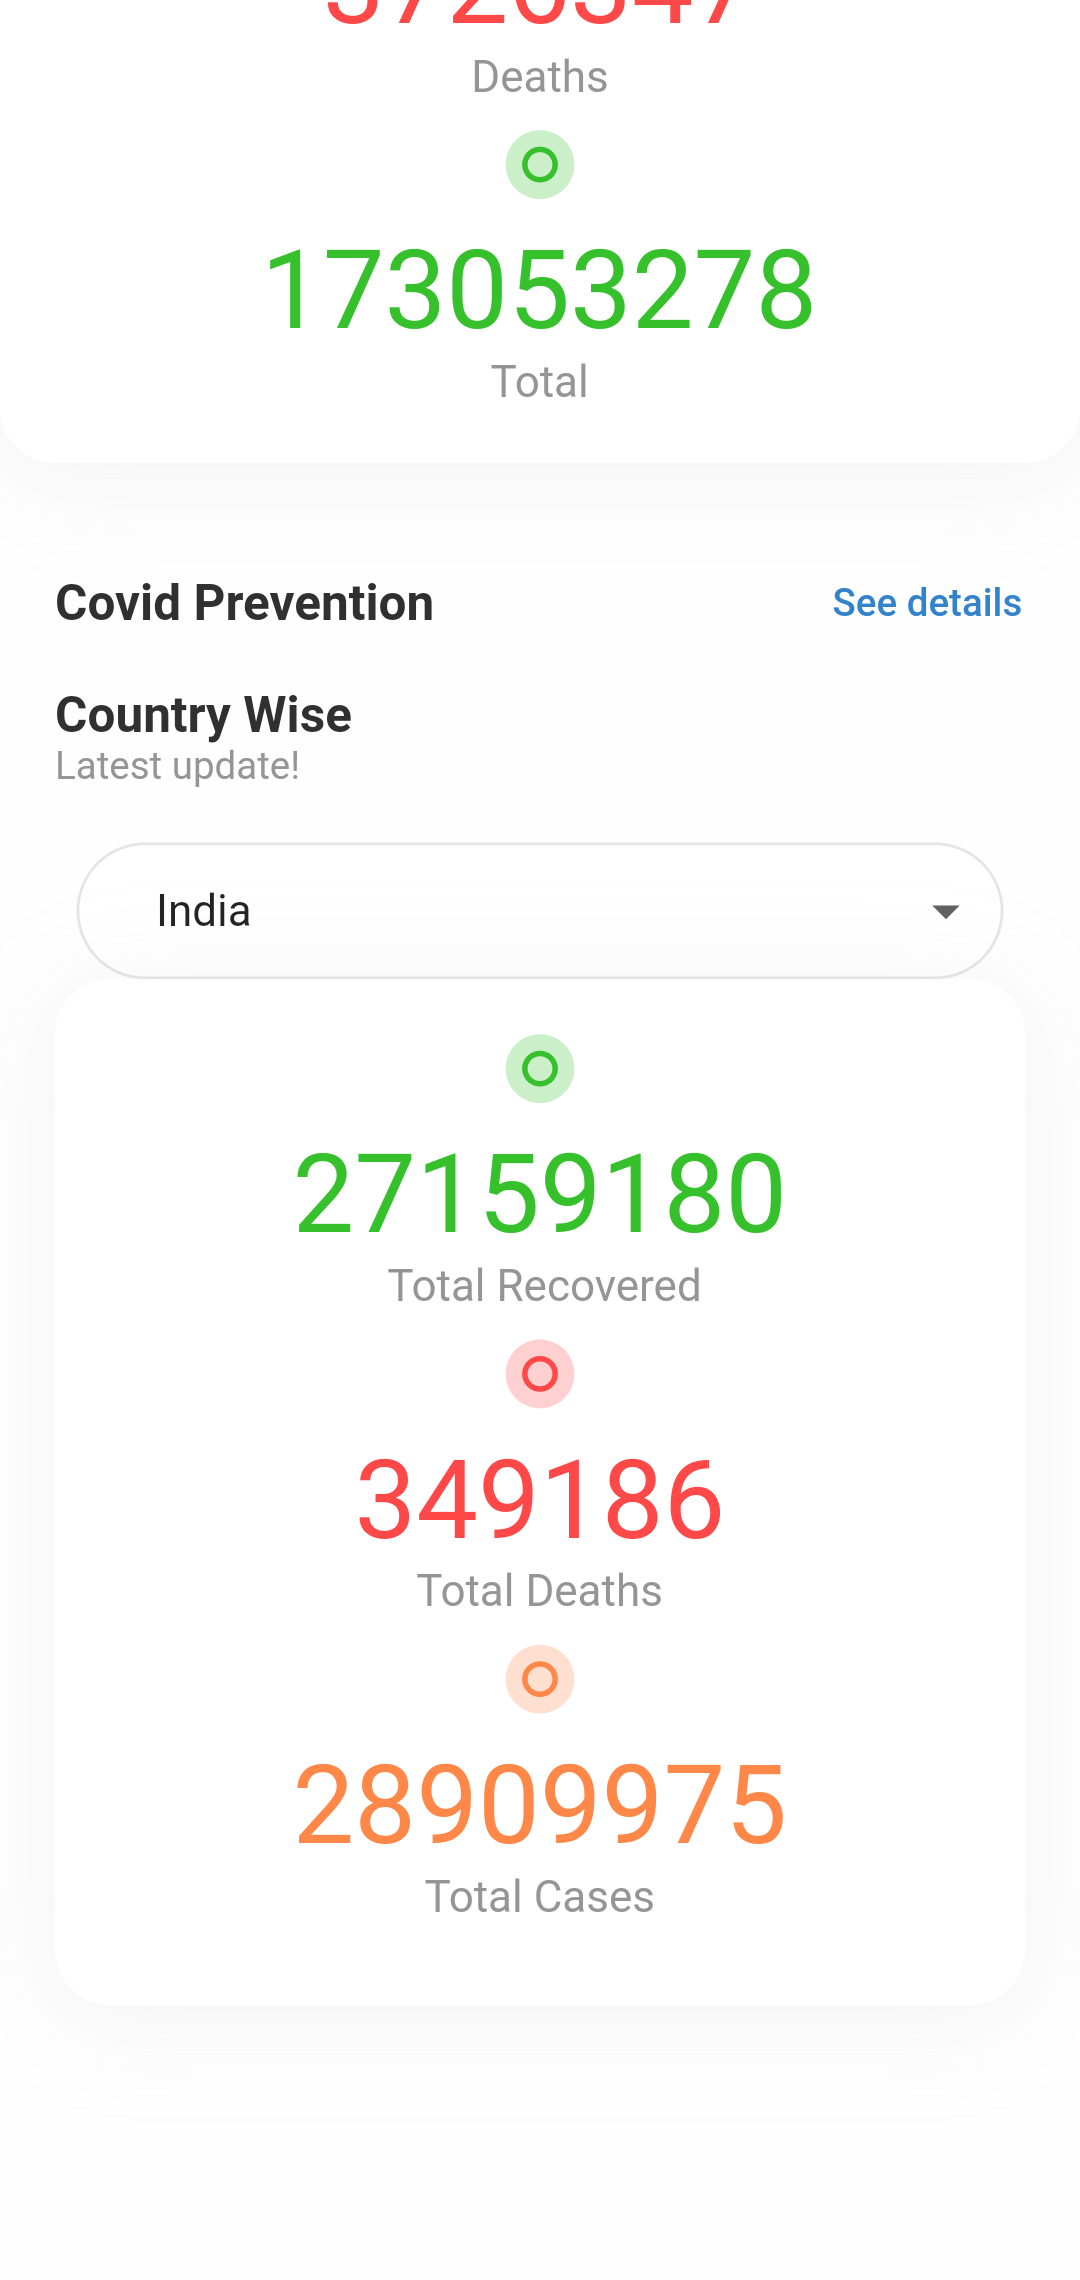 Deaths
173053278
Total
Covid Prevention
See details
Country Wise
Latest update!
India
27159180
Total Recovered
349186
Total Deaths
28909975
Total Cases